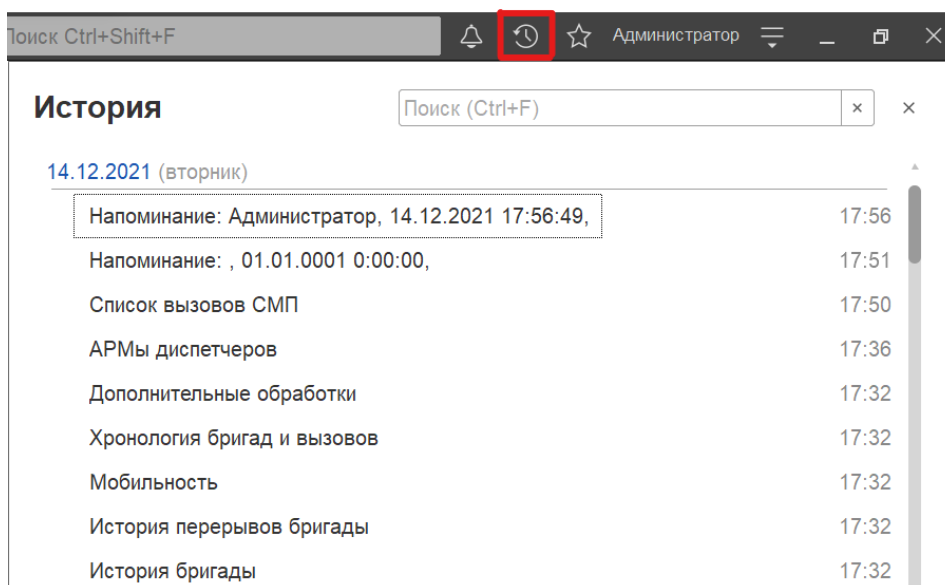 Поиск Ctrl+Shift+F Администратор
История Поиск (Ctrl+F)
14.12.2021 (вторник)
Напоминание: Администратор, 14.12.2021 17:56:49, 17:56
Напоминание: , 01.01.0001 0:00:00, 17:51
Список вызовов СМП 17:50
АРМы диспетчеров 17:36
Дополнительные обработки 17:32
Хронология бригад и вызовов 17:32
Мобильность 17:32
История перерывов бригады 17:32
История бригады 17:32